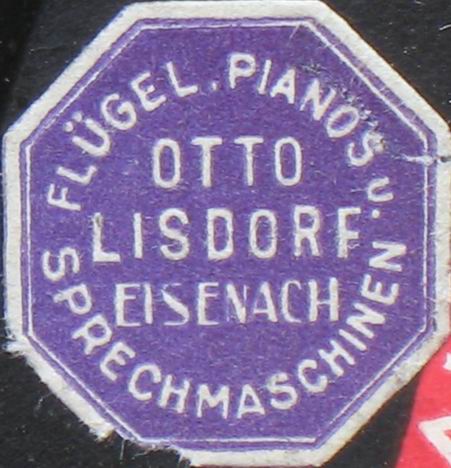 FLÜGEL, PIANO'S u.
OTTO
LISDORF
EISENACH
SPRECHMASCHINEN